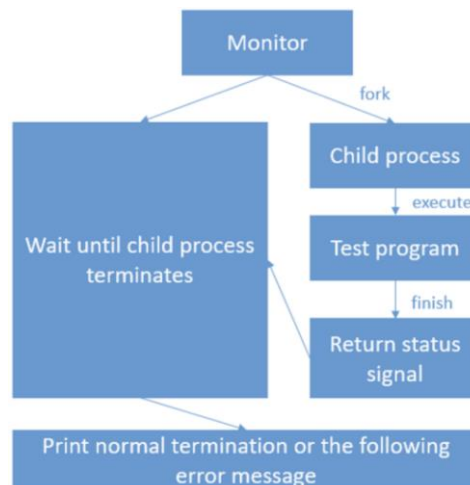 Monitor
fork
Child process
execute
Wait until child process
terminates
Test program
finish
Return status
signal
Print normal termination or the following
error message